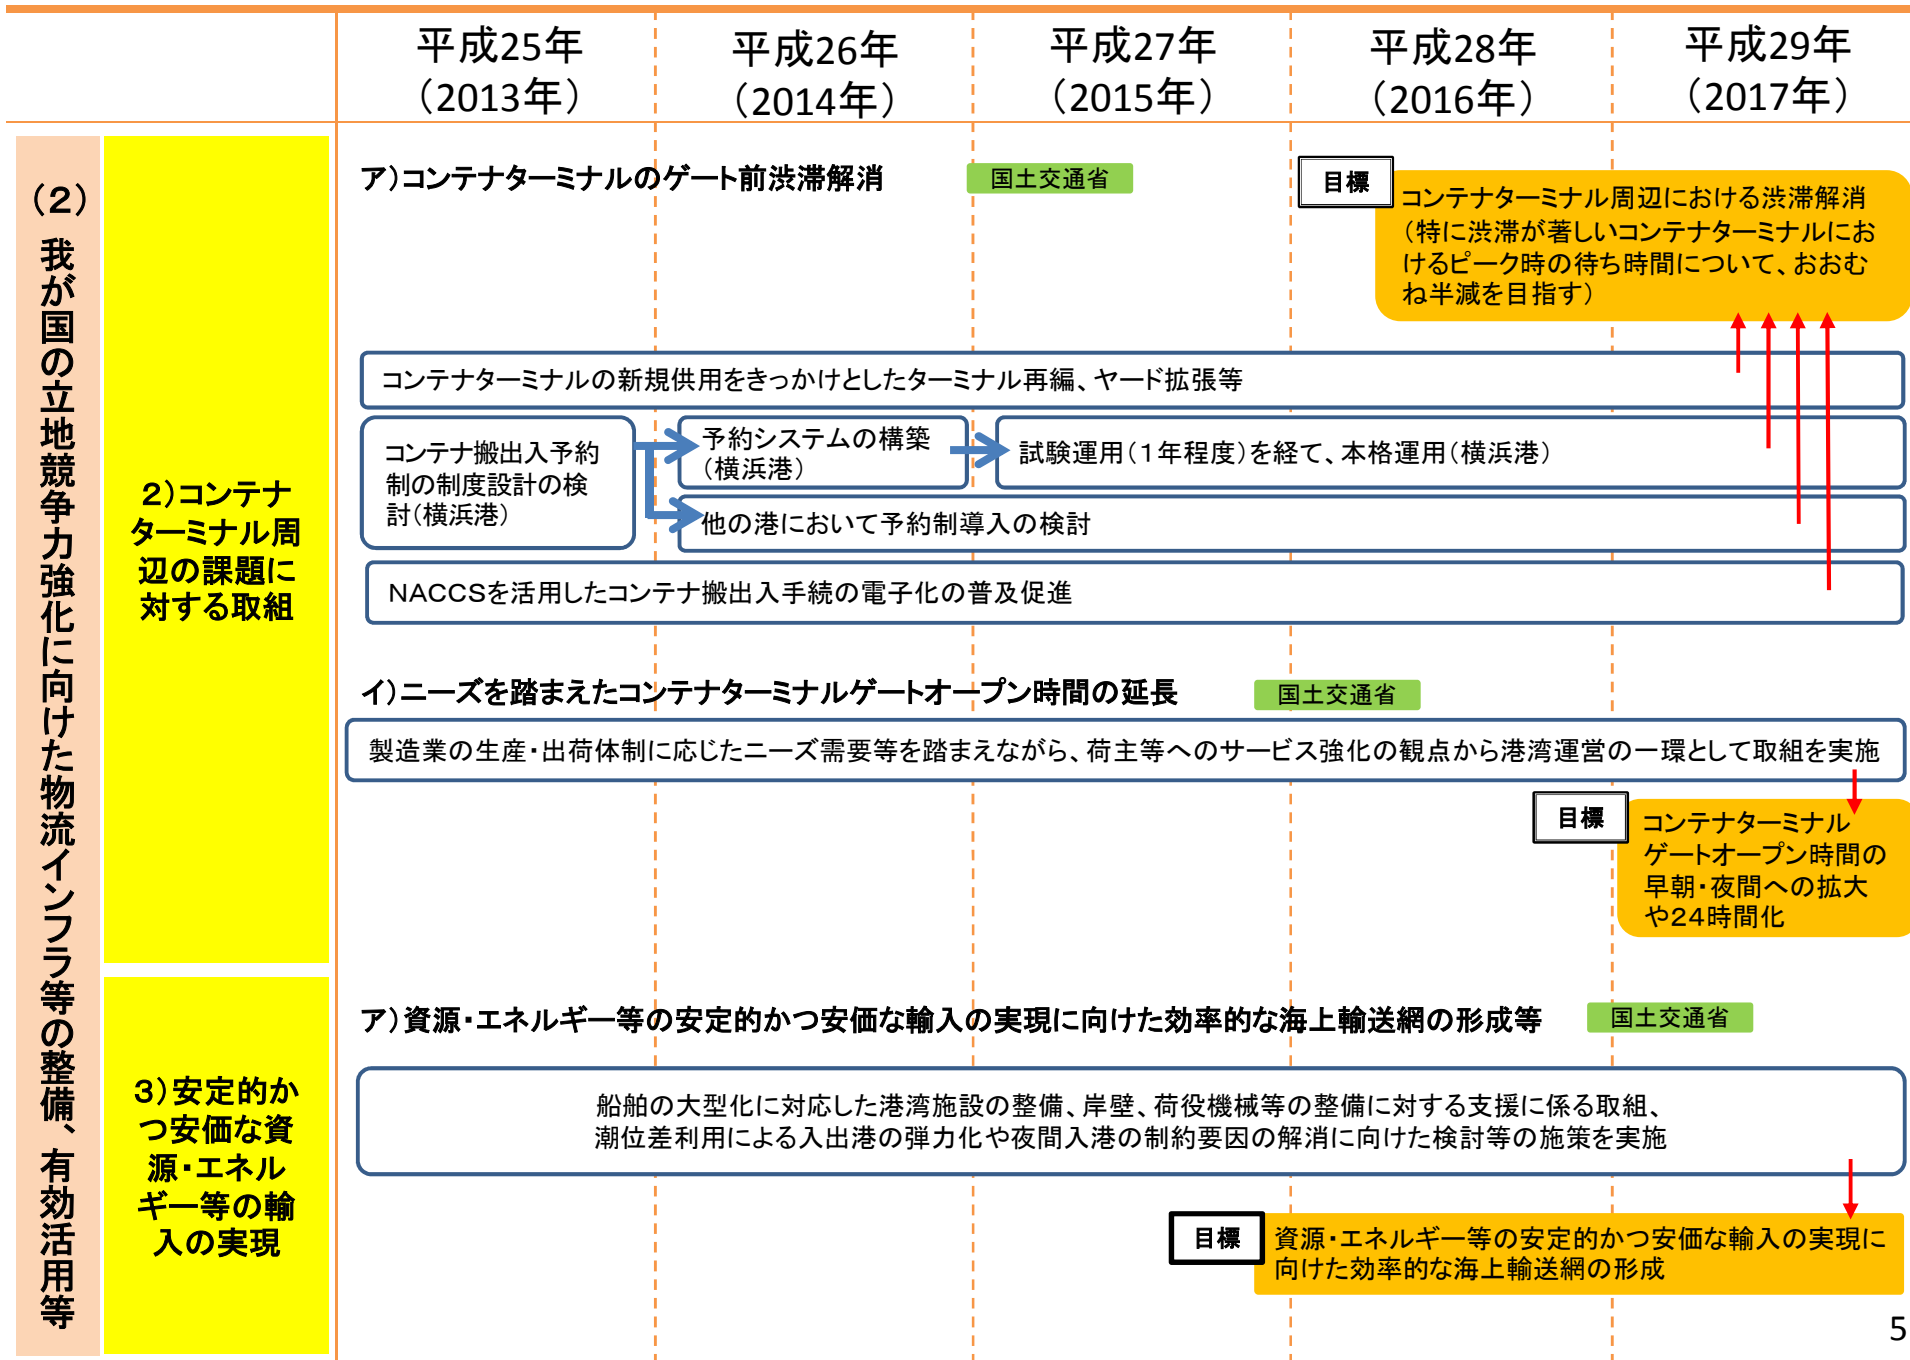 平成25年
（2013年）
平成26年
（2014年）
平成27年
（2015年）
平成28年
（2016年）
平成29年
（2017年）
（２）我が国の立地競争力強化に向けた物流インフラ等の整備、有効活用等
２）コンテナ
ターミナル周
辺の課題に
対する取組
ア）コンテナターミナルのゲート前渋滞解消
国土交通省
目標
コンテナターミナル周辺における渋滞解消
（特に渋滞が著しいコンテナターミナルにお
けるピーク時の待ち時間について、おおむ
ね半減を目指す）
コンテナターミナルの新規供用をきっかけとしたターミナル再編、ヤード拡張等
コンテナ搬出入予約
制の制度設計の検
討（横浜港）
予約システムの構築
（横浜港）
試験運用（１年程度）を経て、本格運用（横浜港）
他の港において予約制導入の検討
NACCSを活用したコンテナ搬出入手続の電子化の普及促進
イ）ニーズを踏まえたコンテナターミナルゲートオープン時間の延長
国土交通省
製造業の生産・出荷体制に応じたニーズ需要等を踏まえながら、荷主等へのサービス強化の観点から港湾運営の一環として取組を実施
目標
コンテナターミナル
ゲートオープン時間の
早朝・夜間への拡大
や２４時間化
３）安定的か
つ安価な資
源・エネル
ギー等の輸
入の実現
ア）資源・エネルギー等の安定的かつ安価な輸入の実現に向けた効率的な海上輸送網の形成等
国土交通省
船舶の大型化に対応した港湾施設の整備、岸壁、荷役機械等の整備に対する支援に係る取組、
潮位差利用による入出港の弾力化や夜間入港の制約要因の解消に向けた検討等の施策を実施
目標
資源・エネルギー等の安定的かつ安価な輸入の実現に
向けた効率的な海上輸送網の形成
5